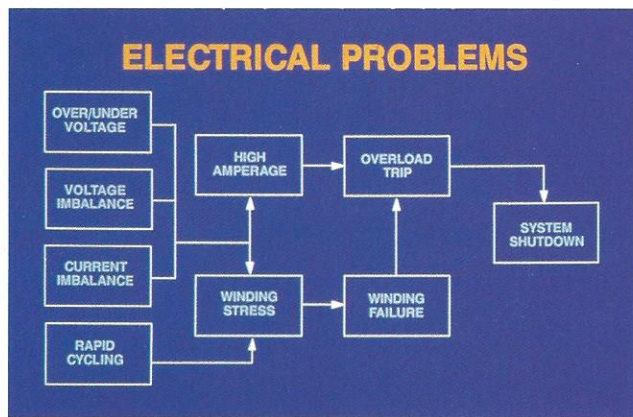 ELECTRICAL PROBLEMS
OVER/UNDER
VOLTAGE
VOLTAGE
IMBALANCE
CURRENT
IMBALANCE
RAPID
CYCLING
HIGH
AMPERAGE
WINDING
STRESS
OVERLOAD
TRIP
WINDING
FAILURE
SYSTEM
SHUTDOWN